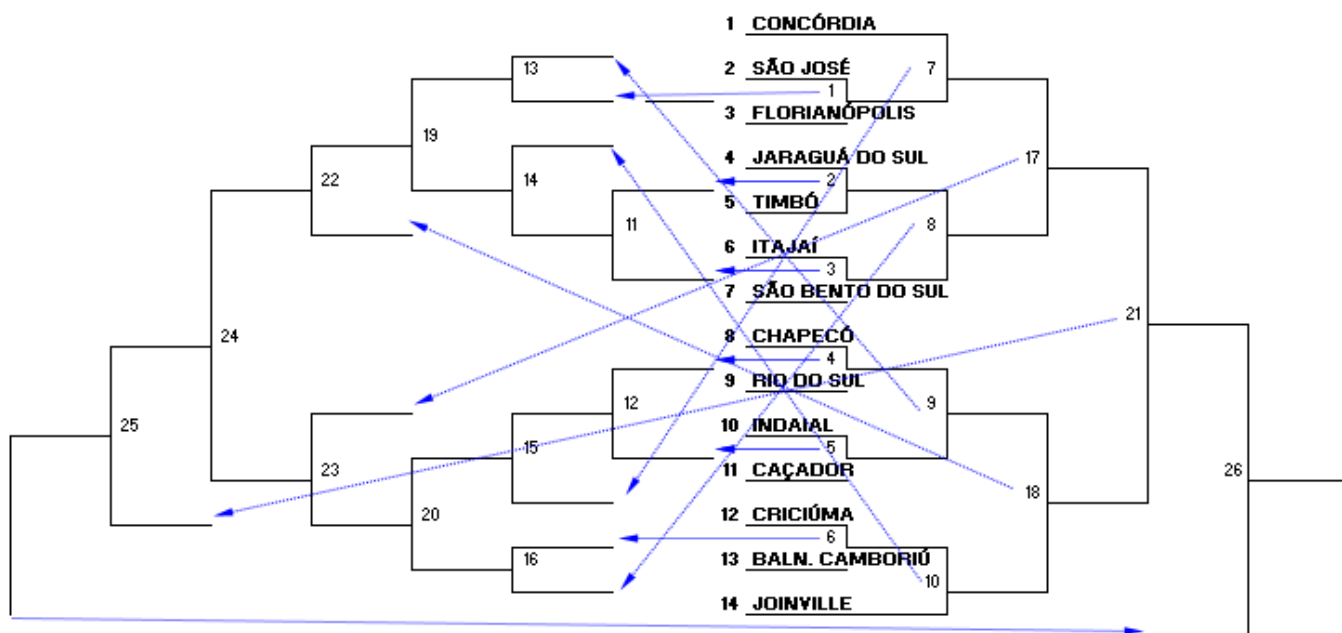 1 CONCÓRDIA
13
2 SÃO JOSÉ
7
1
3 FLORIANÓPOLIS
19
4 JARAGUÁ DO SUL
17
22
14
2
5 TIMBÓ
11
8
6 ITAJAÍ
3
7 SÃO BENTO DO SUL
21
24
8 CHAPECÓ
4
9 RIO DO SUL
12
9
25
10 INDAIAL
15
5
23
11 CAÇADOR
26
18
20
12 CRICIÚMA
6
16
13 BALN. CAMBORIÚ
10
14 JOINVILLE